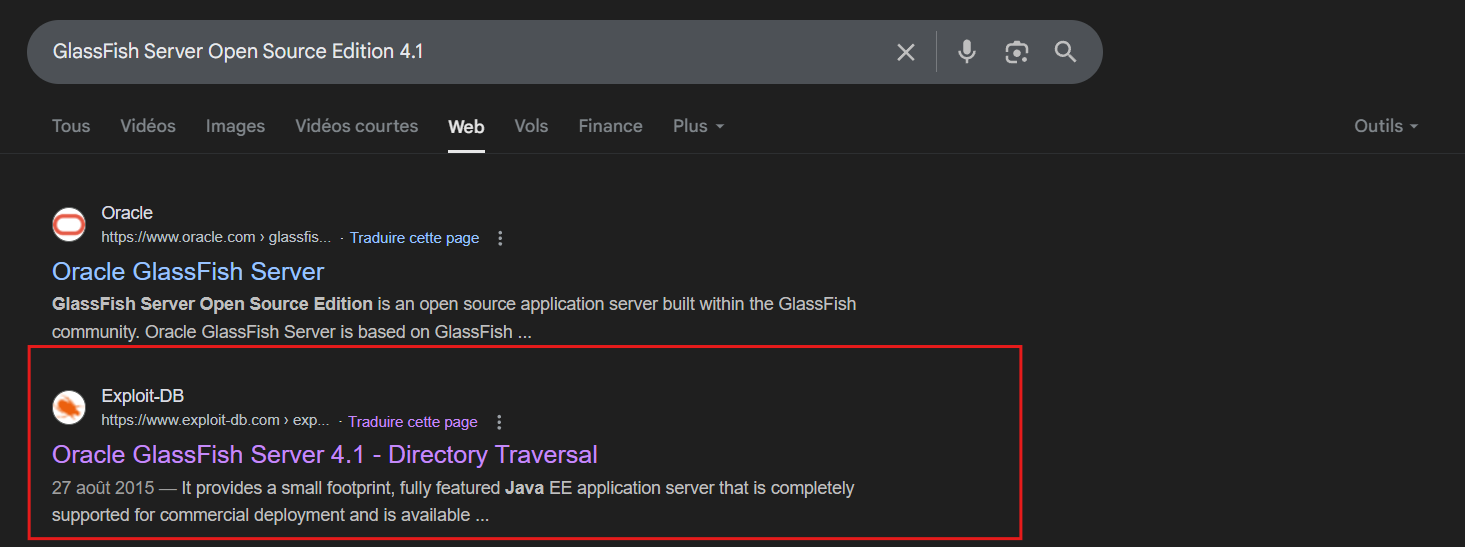 GlassFish Server Open Source Edition 4.1
Tous Vidéos Images Vidéos courtes Web Vols Finance Plus Outils
Oracle
https://www.oracle.com › glassfis... · Traduire cette page
Oracle GlassFish Server
GlassFish Server Open Source Edition is an open source application server built within the GlassFish
community. Oracle GlassFish Server is based on GlassFish ...
Exploit-DB
https://www.exploit-db.com › exp... · Traduire cette page
Oracle GlassFish Server 4.1 - Directory Traversal
27 août 2015 — It provides a small footprint, fully featured Java EE application server that is completely
supported for commercial deployment and is available ...